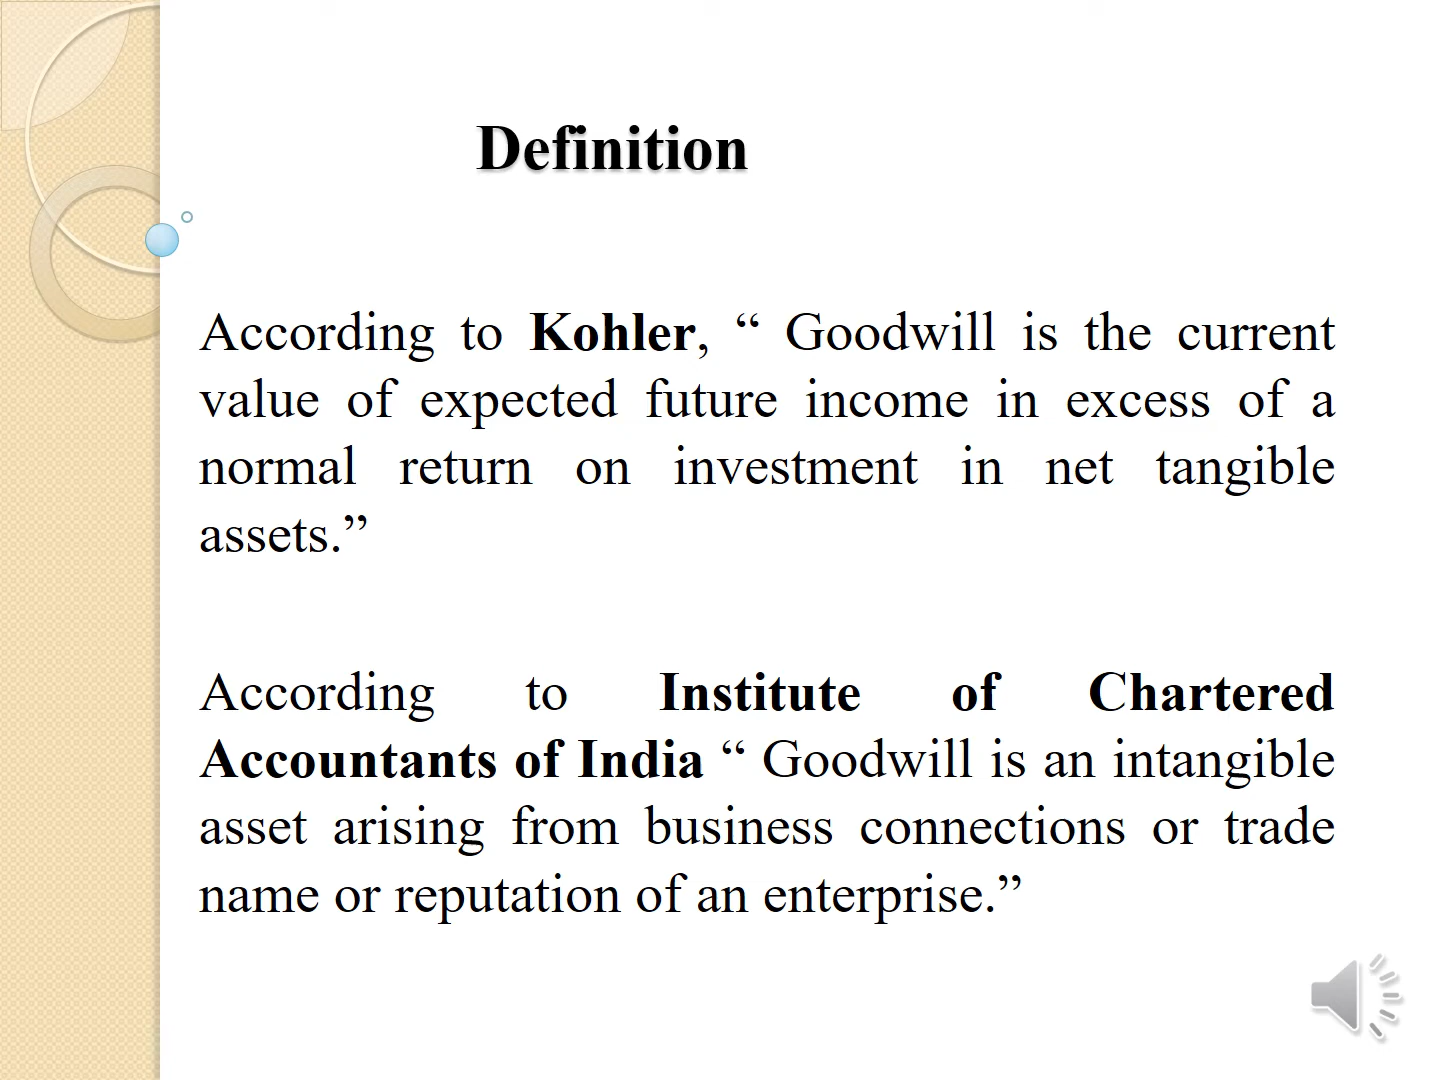 Definition
According to Kohler, “ Goodwill is the current
value of expected future income in excess of a
normal return on investment in net tangible
assets.”
According to Institute of Chartered
Accountants of India “ Goodwill is an intangible
asset arising from business connections or trade
name or reputation of an enterprise.”